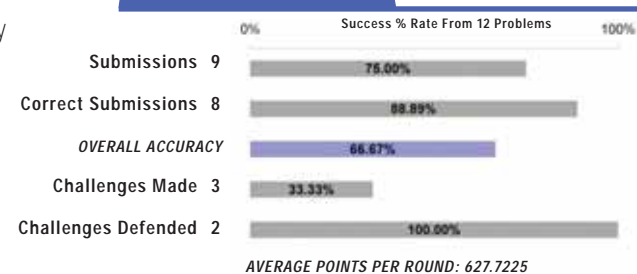 0% Success % Rate From 12 Problems 100%
Submissions 9 75.00%
Correct Submissions 8 88.89%
OVERALL ACCURACY 66.67%
Challenges Made 3 33.33%
Challenges Defended 2 100.00%
AVERAGE POINTS PER ROUND: 627.7225